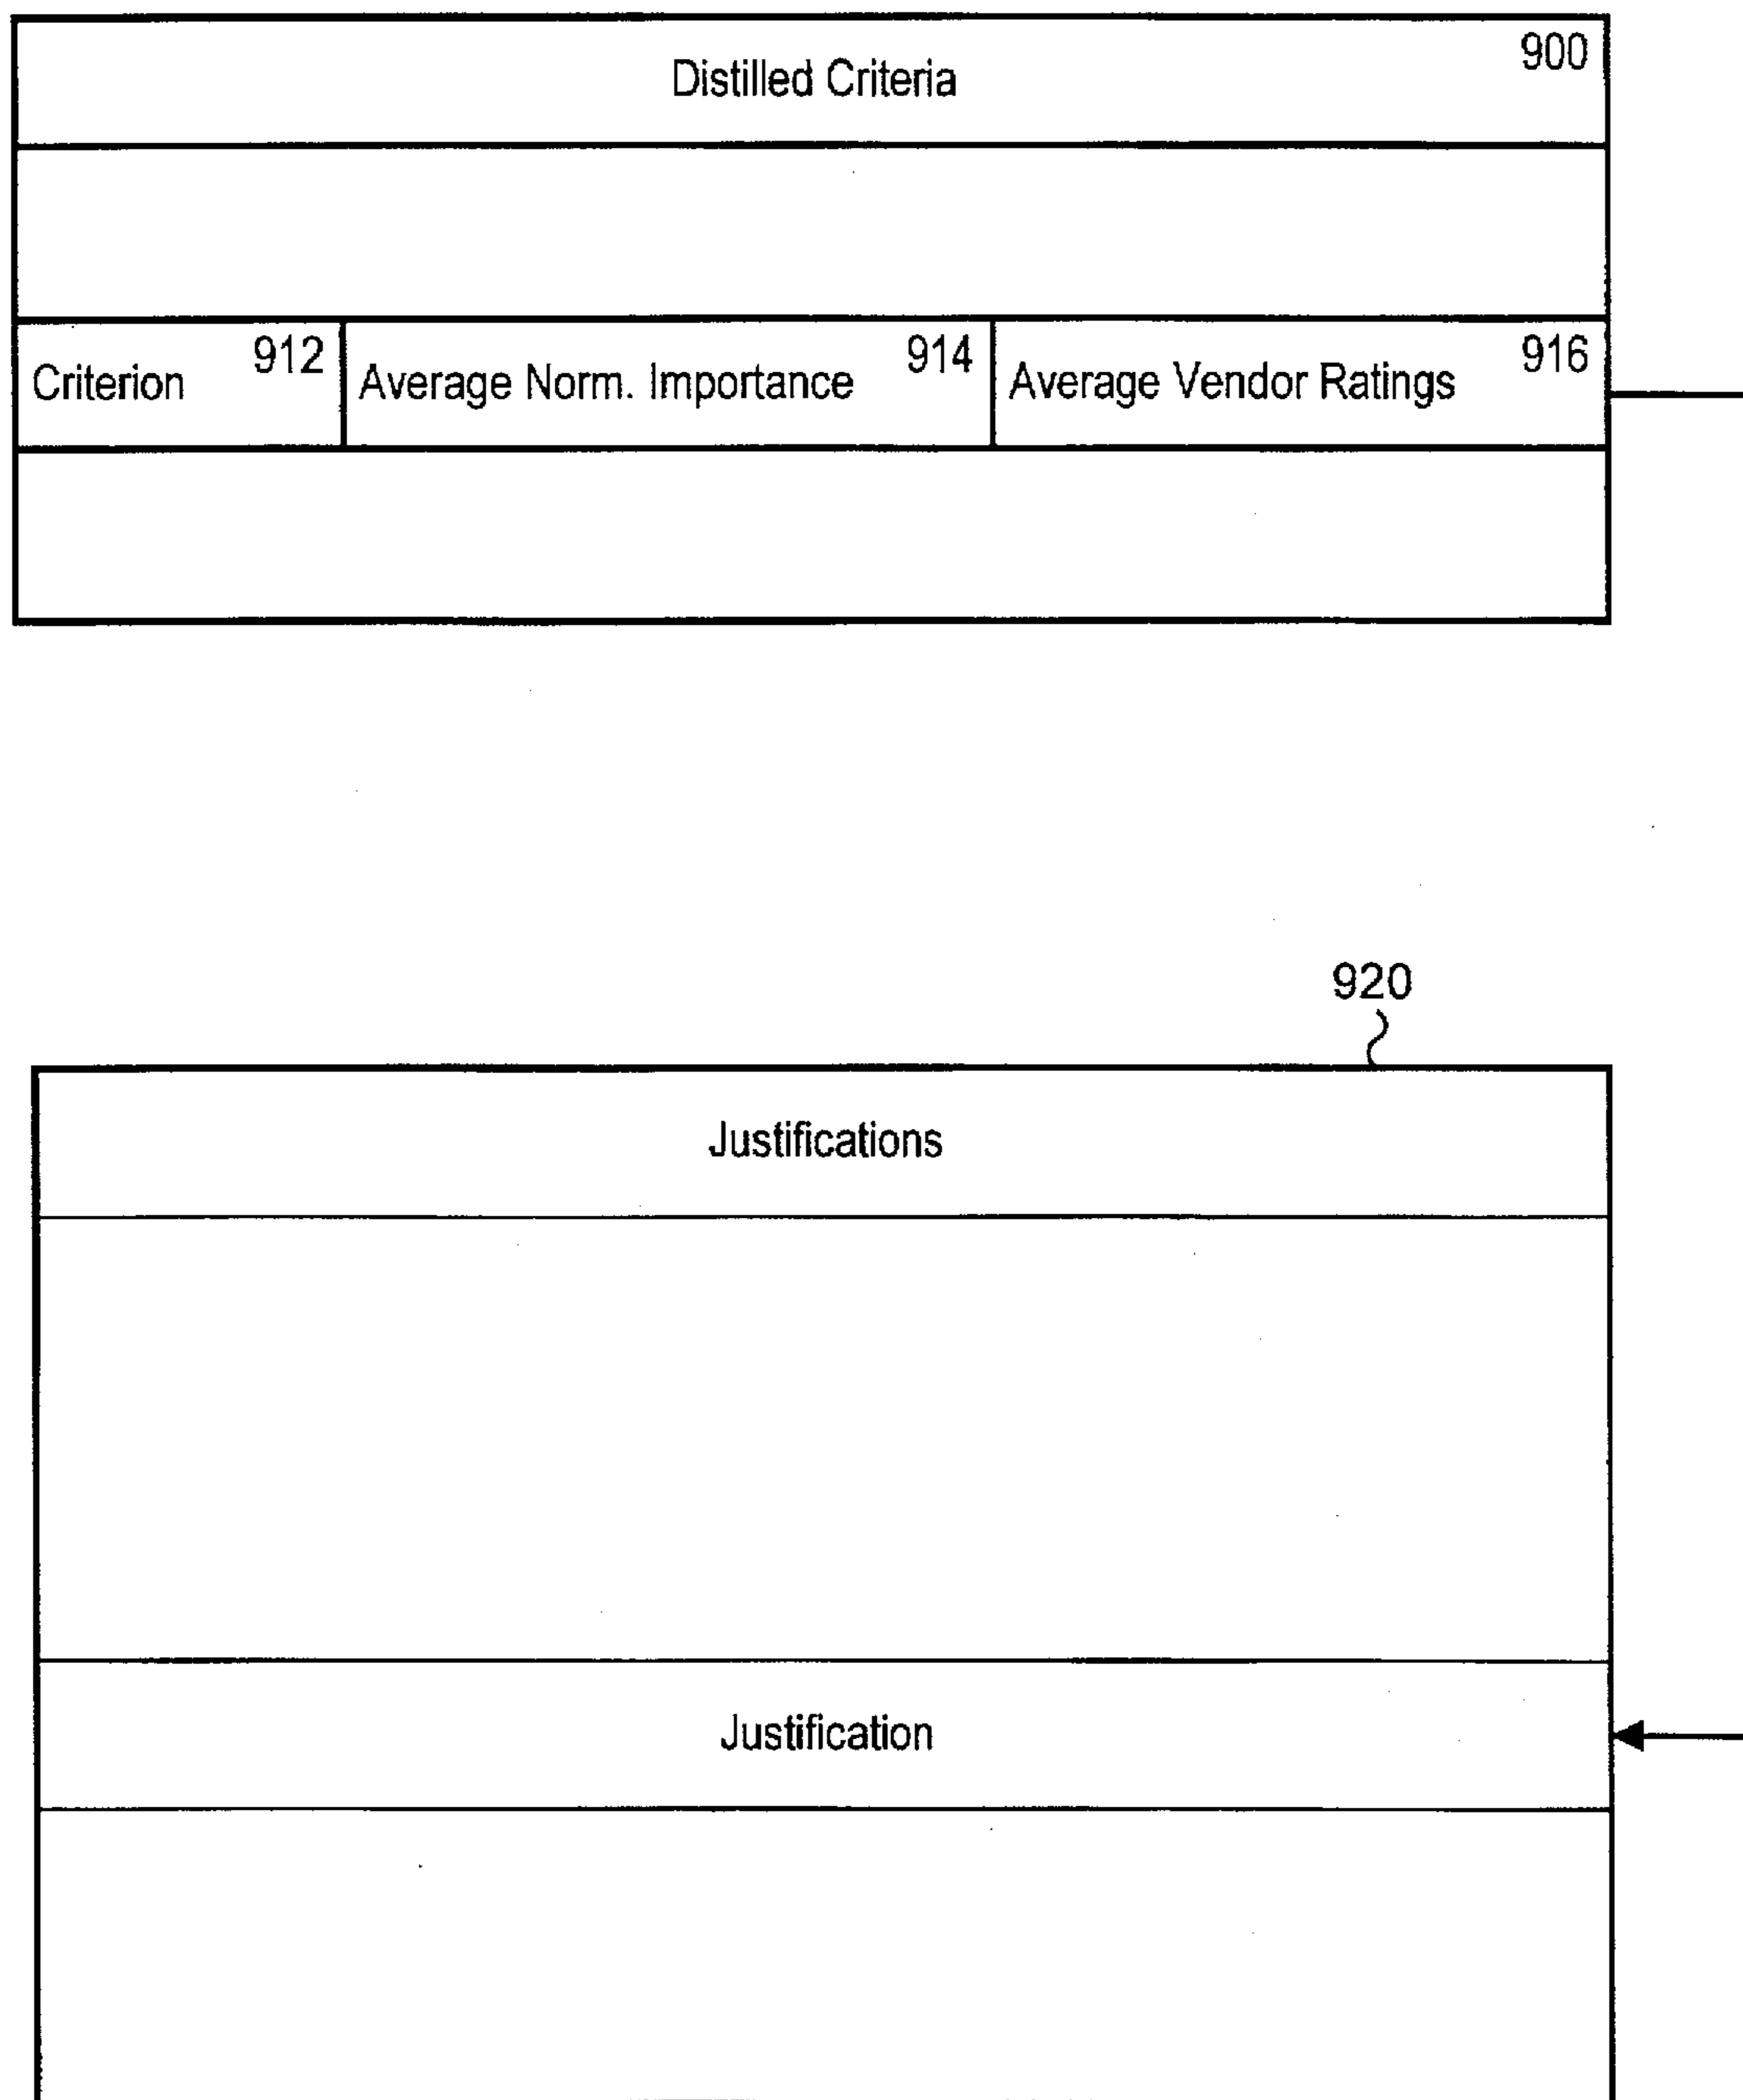 900
Distilled Criteria
Criterion 912 Average Norm. Importance 914 Average Vendor Ratings 916
920
Justifications
Justification